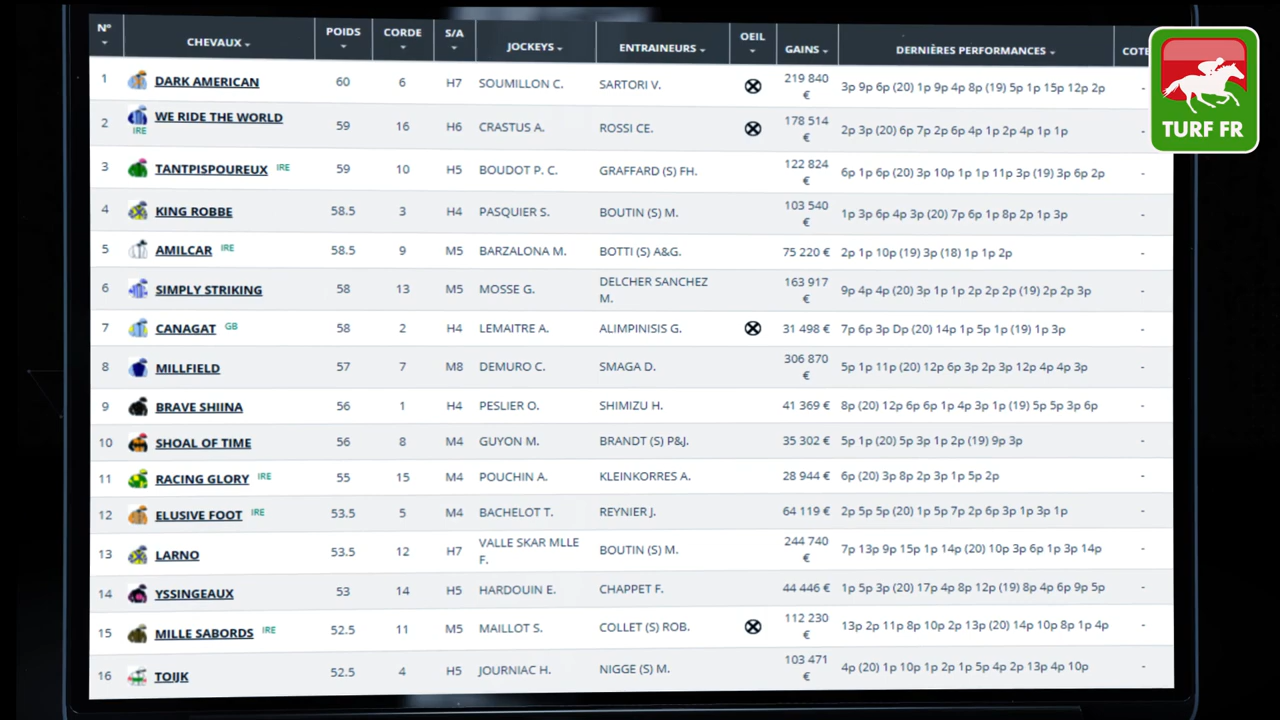 N° CHEVAUX POIDS CORDE S/A JOCKEYS ENTRAINEURS OEIL GAINS DERNIÈRES PERFORMANCES COTE
1 DARK AMERICAN 60 6 H7 SOUMILLON C. SARTORI V. 219 840 € 3p 9p 6p (20) 1p 9p 4p 8p (19) 5p 1p 15p 12p 2p -
2 WE RIDE THE WORLD IRE 59 16 H6 CRASTUS A. ROSSI CE. 178 514 € 2p 3p (20) 6p 7p 2p 6p 4p 1p 2p 4p 1p 1p -
3 TANTPISPOUREUX IRE 59 10 H5 BOUDOT P. C. GRAFFARD (S) FH. 122 824 € 6p 1p 6p (20) 3p 10p 1p 1p 11p 3p (19) 3p 6p 2p -
4 KING ROBBE 58.5 3 H4 PASQUIER S. BOUTIN (S) M. 103 540 € 1p 3p 6p 4p 3p (20) 7p 6p 1p 8p 2p 1p 3p -
5 AMILCAR IRE 58.5 9 M5 BARZALONA M. BOTTI (S) A&G. 75 220 € 2p 1p 10p (19) 3p (18) 1p 1p 2p -
6 SIMPLY STRIKING 58 13 M5 MOSSE G. DELCHER SANCHEZ M. 163 917 € 9p 4p 4p (20) 3p 1p 1p 2p 2p 2p (19) 2p 2p 3p -
7 CANAGAT GB 58 2 H4 LEMAITRE A. ALIMPINISIS G. 31 498 € 7p 6p 3p Dp (20) 14p 1p 5p 1p (19) 1p 3p -
8 MILLFIELD 57 7 M8 DEMURO C. SMAGA D. 306 870 € 5p 1p 11p (20) 12p 6p 3p 2p 3p 12p 4p 4p 3p -
9 BRAVE SHIINA 56 1 H4 PESLIER O. SHIMIZU H. 41 369 € 8p (20) 12p 6p 6p 1p 4p 3p 1p (19) 5p 5p 3p 6p -
10 SHOAL OF TIME 56 8 M4 GUYON M. BRANDT (S) P&J. 35 302 € 5p 1p (20) 5p 3p 1p 2p (19) 9p 3p -
11 RACING GLORY IRE 55 15 M4 POUCHIN A. KLEINKORRES A. 28 944 € 6p (20) 3p 8p 2p 3p 1p 5p 2p -
12 ELUSIVE FOOT IRE 53.5 5 M4 BACHELOT T. REYNIER J. 64 119 € 2p 5p 5p (20) 1p 5p 7p 2p 6p 3p 1p 3p 1p -
13 LARNO 53.5 12 H7 VALLE SKAR MLLE F. BOUTIN (S) M. 244 740 € 7p 13p 9p 15p 1p 14p (20) 10p 3p 6p 1p 3p 14p -
14 YSSINGEAUX 53 14 H5 HARDOUIN E. CHAPPET F. 44 446 € 1p 5p 3p (20) 17p 4p 8p 12p (19) 8p 4p 6p 9p 5p -
15 MILLE SABORDS IRE 52.5 11 M5 MAILLOT S. COLLET (S) ROB. 112 230 € 13p 2p 11p 8p 10p 2p 13p (20) 14p 10p 8p 1p 4p -
16 TOIJK 52.5 4 H5 JOURNIAC H. NIGGE (S) M. 103 471 € 4p (20) 1p 10p 1p 2p 1p 5p 4p 2p 13p 4p 10p -
TURF FR